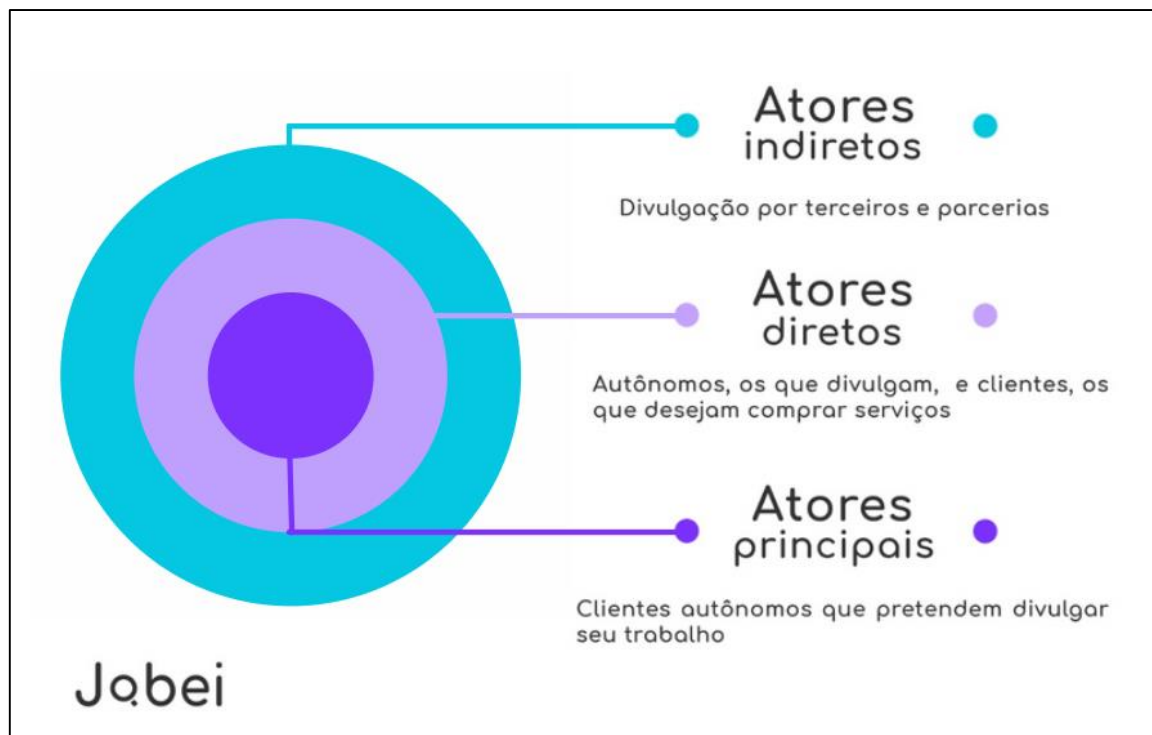 Atores
indiretos
Divulgação por terceiros e parcerias
Atores
diretos
Autônomos, os que divulgam, e clientes, os
que desejam comprar serviços
Atores
principais
Clientes autônomos que pretendem divulgar
seu trabalho
Jobei